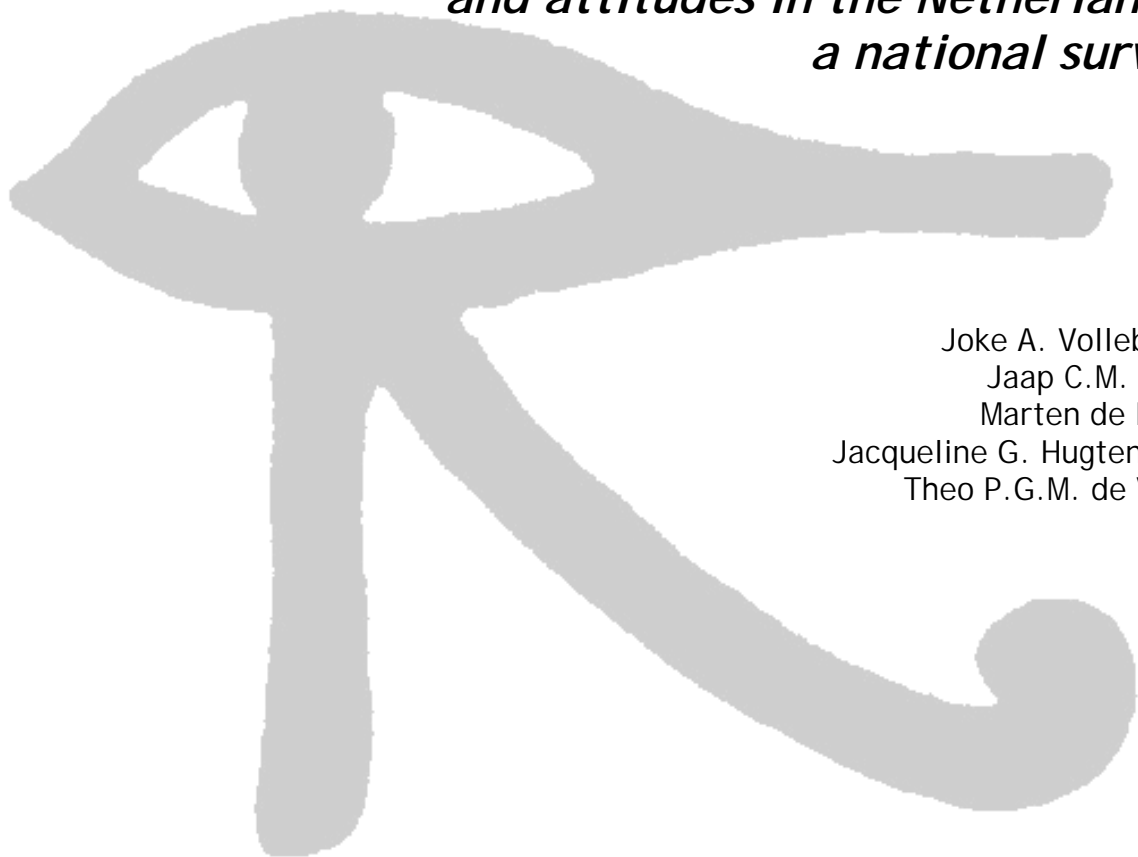 and attitudes in the Netherlan
a national surv
Joke A. Volleb
Jaap C.M.
Marten de
Jacqueline G. Hugten
Theo P.G.M. de